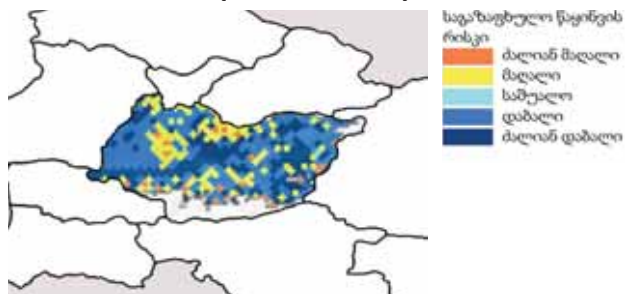 საგაზაფხულო წაყინვის
რისკი
ძალიან მაღალი
მაღალი
საშუალო
დაბალი
ძალიან დაბალი